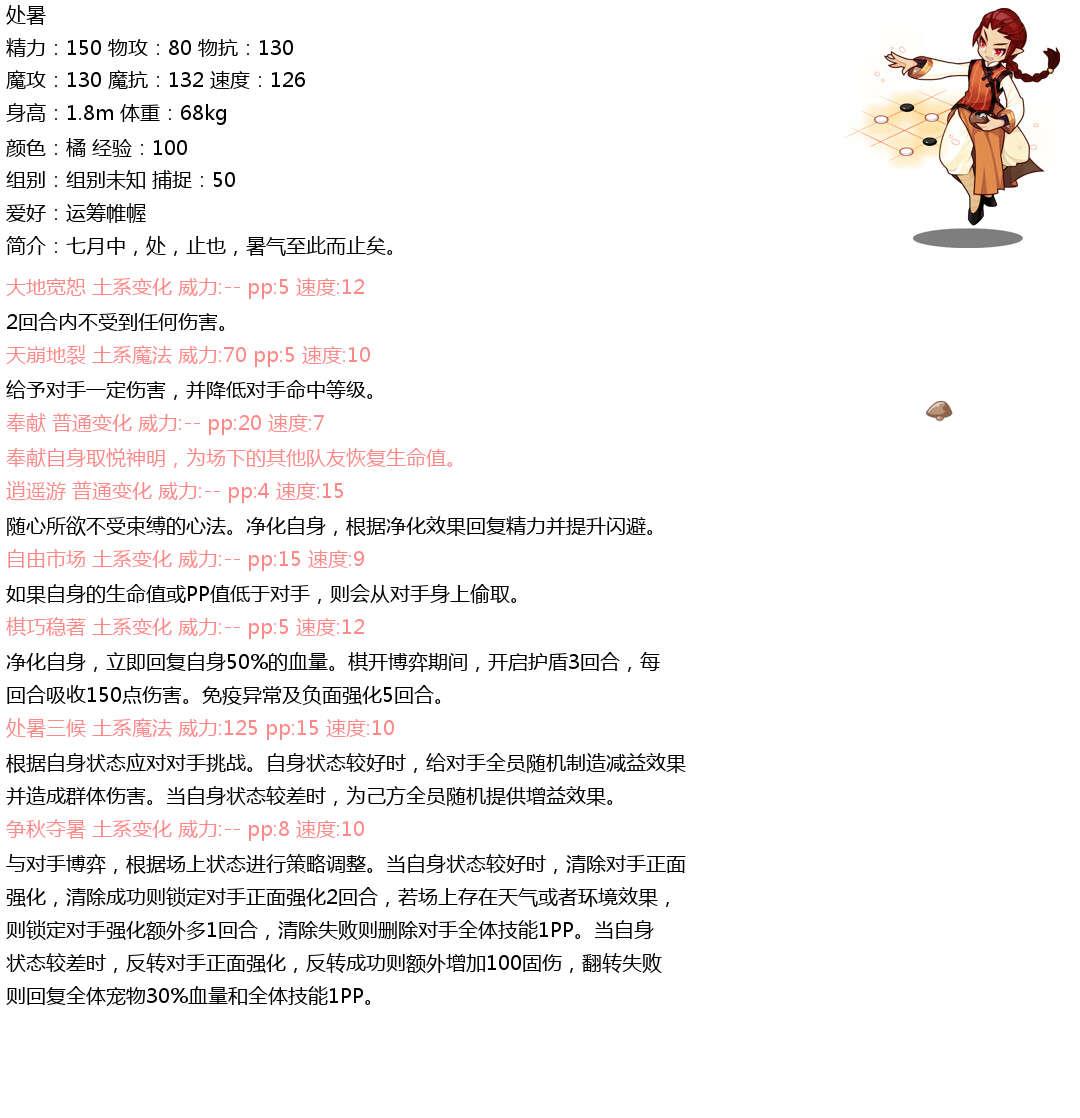 处暑
精力：150 物攻：80 物抗：130
魔攻：130 魔抗：132 速度：126
身高：1.8m 体重：68kg
颜色：橘 经验：100
组别：组别未知 捕捉：50
爱好：运筹帷幄
简介：七月中，处，止也，暑气至此而止矣。
大地宽恕 土系变化 威力:-- pp:5 速度:12
2回合内不受到任何伤害。
天崩地裂 土系魔法 威力:70 pp:5 速度:10
给予对手一定伤害，并降低对手命中等级。
奉献 普通变化 威力:-- pp:20 速度:7
奉献自身取悦神明，为场下的其他队友恢复生命值。
逍遥游 普通变化 威力:-- pp:4 速度:15
随心所欲不受束缚的心法。净化自身，根据净化效果回复精力并提升闪避。
自由市场 土系变化 威力:-- pp:15 速度:9
如果自身的生命值或PP值低于对手，则会从对手身上偷取。
棋巧稳著 土系变化 威力:-- pp:5 速度:12
净化自身，立即回复自身50%的血量。棋开博弈期间，开启护盾3回合，每
回合吸收150点伤害。免疫异常及负面强化5回合。
处暑三候 土系魔法 威力:125 pp:15 速度:10
根据自身状态应对对手挑战。自身状态较好时，给对手全员随机制造减益效果
并造成群体伤害。当自身状态较差时，为己方全员随机提供增益效果。
争秋夺暑 土系变化 威力:-- pp:8 速度:10
与对手博弈，根据场上状态进行策略调整。当自身状态较好时，清除对手正面
强化，清除成功则锁定对手正面强化2回合，若场上存在天气或者环境效果，
则锁定对手强化额外多1回合，清除失败则删除对手全体技能1PP。当自身
状态较差时，反转对手正面强化，反转成功则额外增加100固伤，翻转失败
则回复全体宠物30%血量和全体技能1PP。